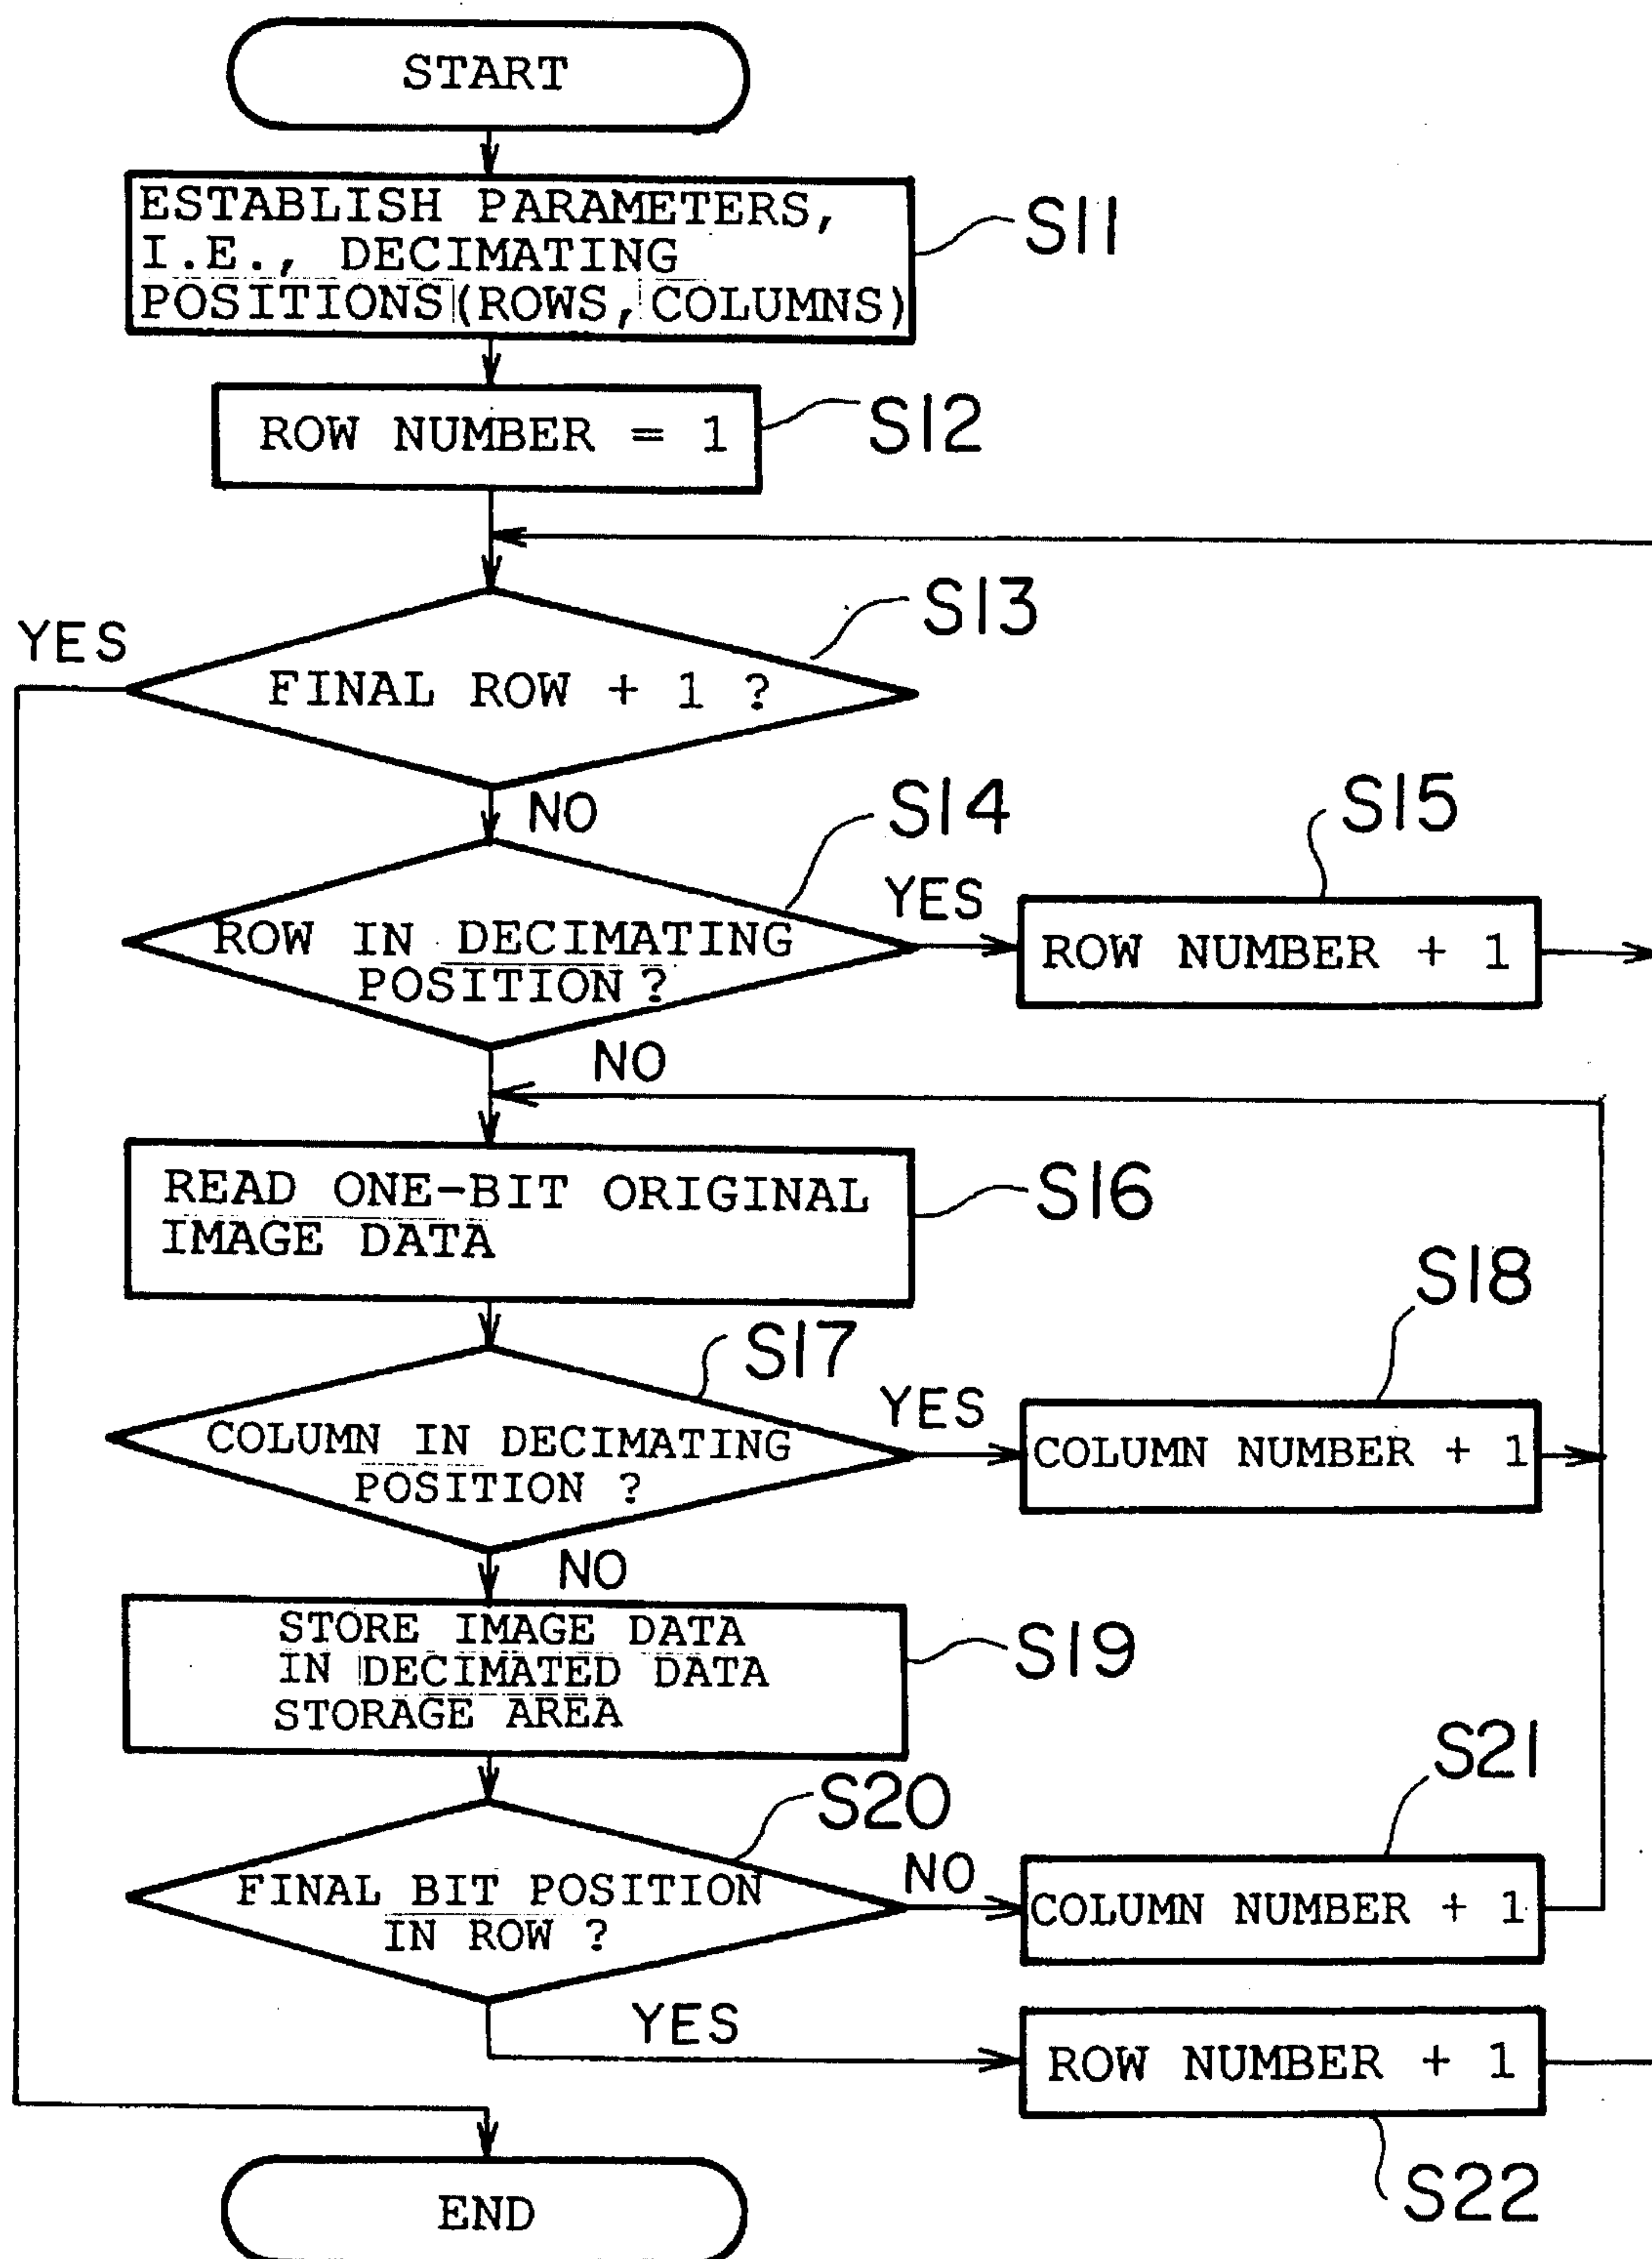 START
ESTABLISH PARAMETERS,
I.E., DECIMATING
POSITIONS (ROWS, COLUMNS)
S11
ROW NUMBER = 1
S12
S13
YES
FINAL ROW + 1 ?
NO
S14
S15
YES
ROW IN DECIMATING
POSITION ?
ROW NUMBER + 1
NO
READ ONE-BIT ORIGINAL
IMAGE DATA
S16
S18
S17
YES
COLUMN IN DECIMATING
POSITION ?
COLUMN NUMBER + 1
NO
STORE IMAGE DATA
IN DECIMATED DATA
STORAGE AREA
S19
S21
S20
NO
FINAL BIT POSITION
IN ROW ?
COLUMN NUMBER + 1
YES
ROW NUMBER + 1
S22
END